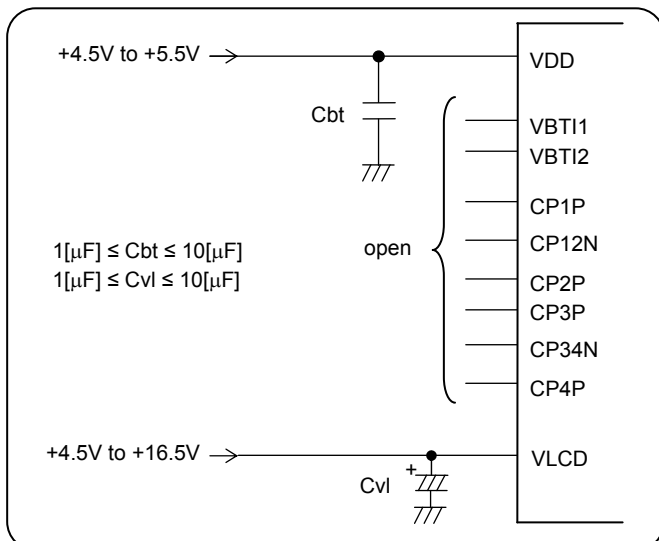 +4.5V to +5.5V
VDD
Cbt
VBTI1
VBTI2
CP1P
1[μF] ≤ Cbt ≤ 10[μF]
open
CP12N
1[μF] ≤ Cvl ≤ 10[μF]
CP2P
CP3P
CP34N
CP4P
+4.5V to +16.5V
VLCD
+
Cvl